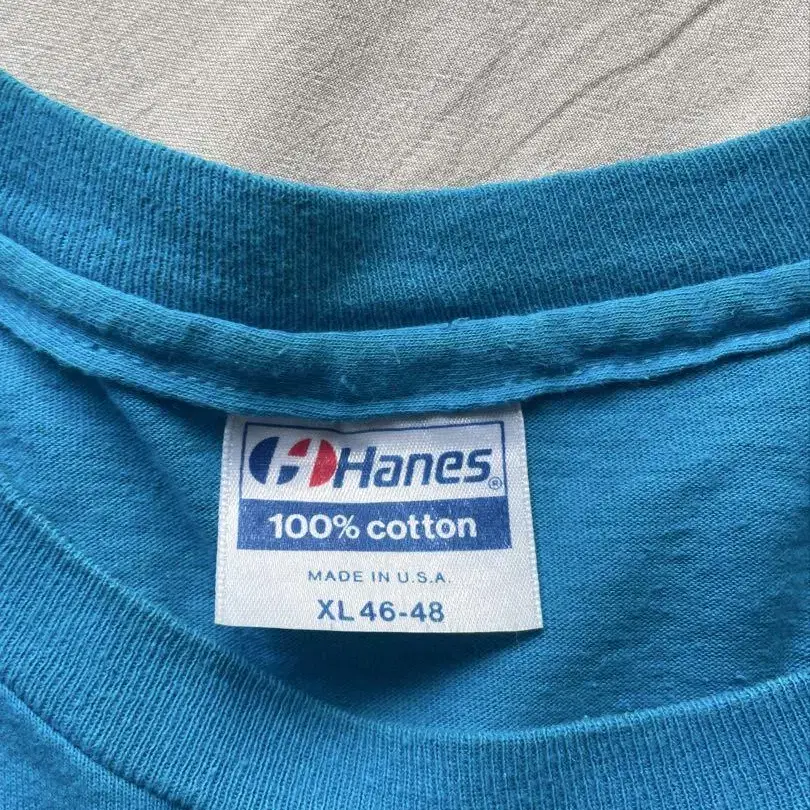 Hanes®
100% cotton
MADE IN U.S.A.
XL 46-48